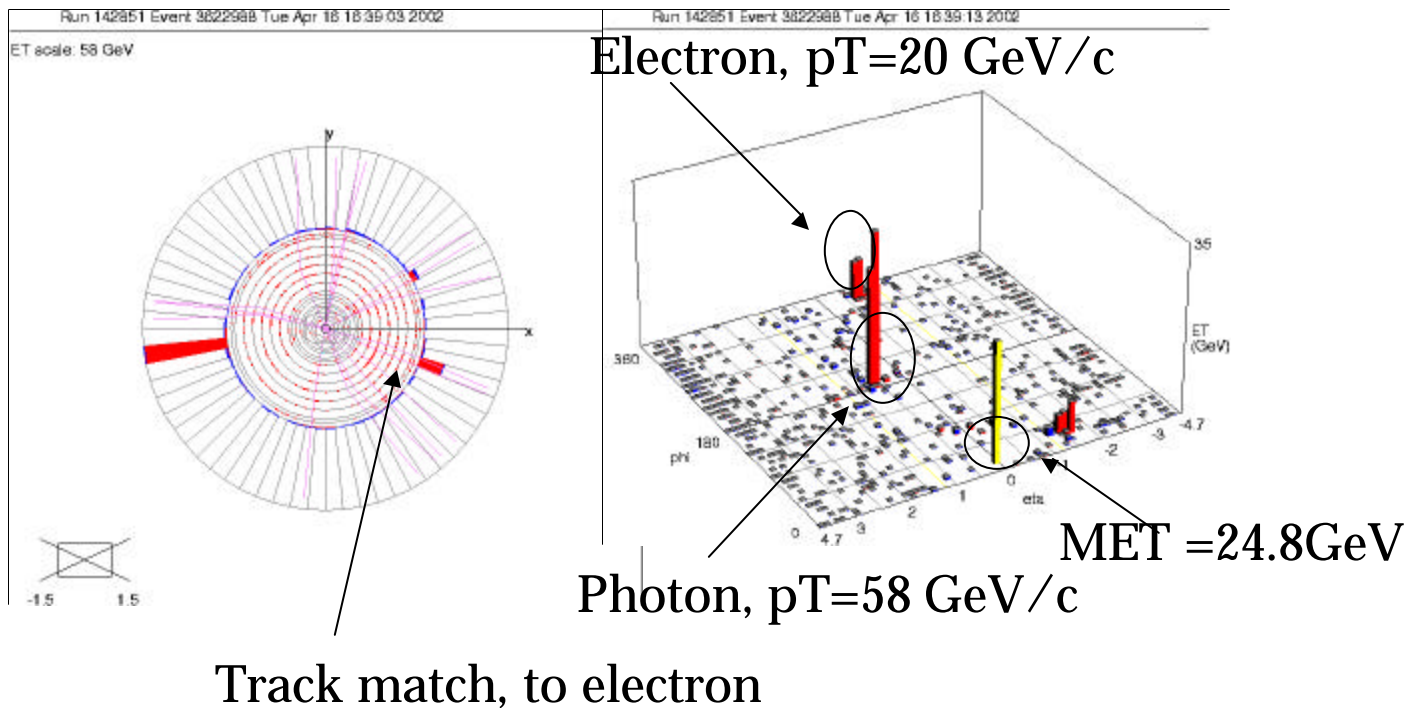 Run 142851 Event 3622988 Tue Apr 16 16:39:03 2002
Run 142851 Event 3622988 Tue Apr 16 16:39:13 2002
ET scale: 58 GeV
Electron, pT=20 GeV/c
y
x
35
ET
(GeV)
360
180
phi
0
4.7
3
2
1
0
eta
-1
-2
-3
-4.7
MET =24.8GeV
Photon, pT=58 GeV/c
-1.5
1.5
Track match, to electron